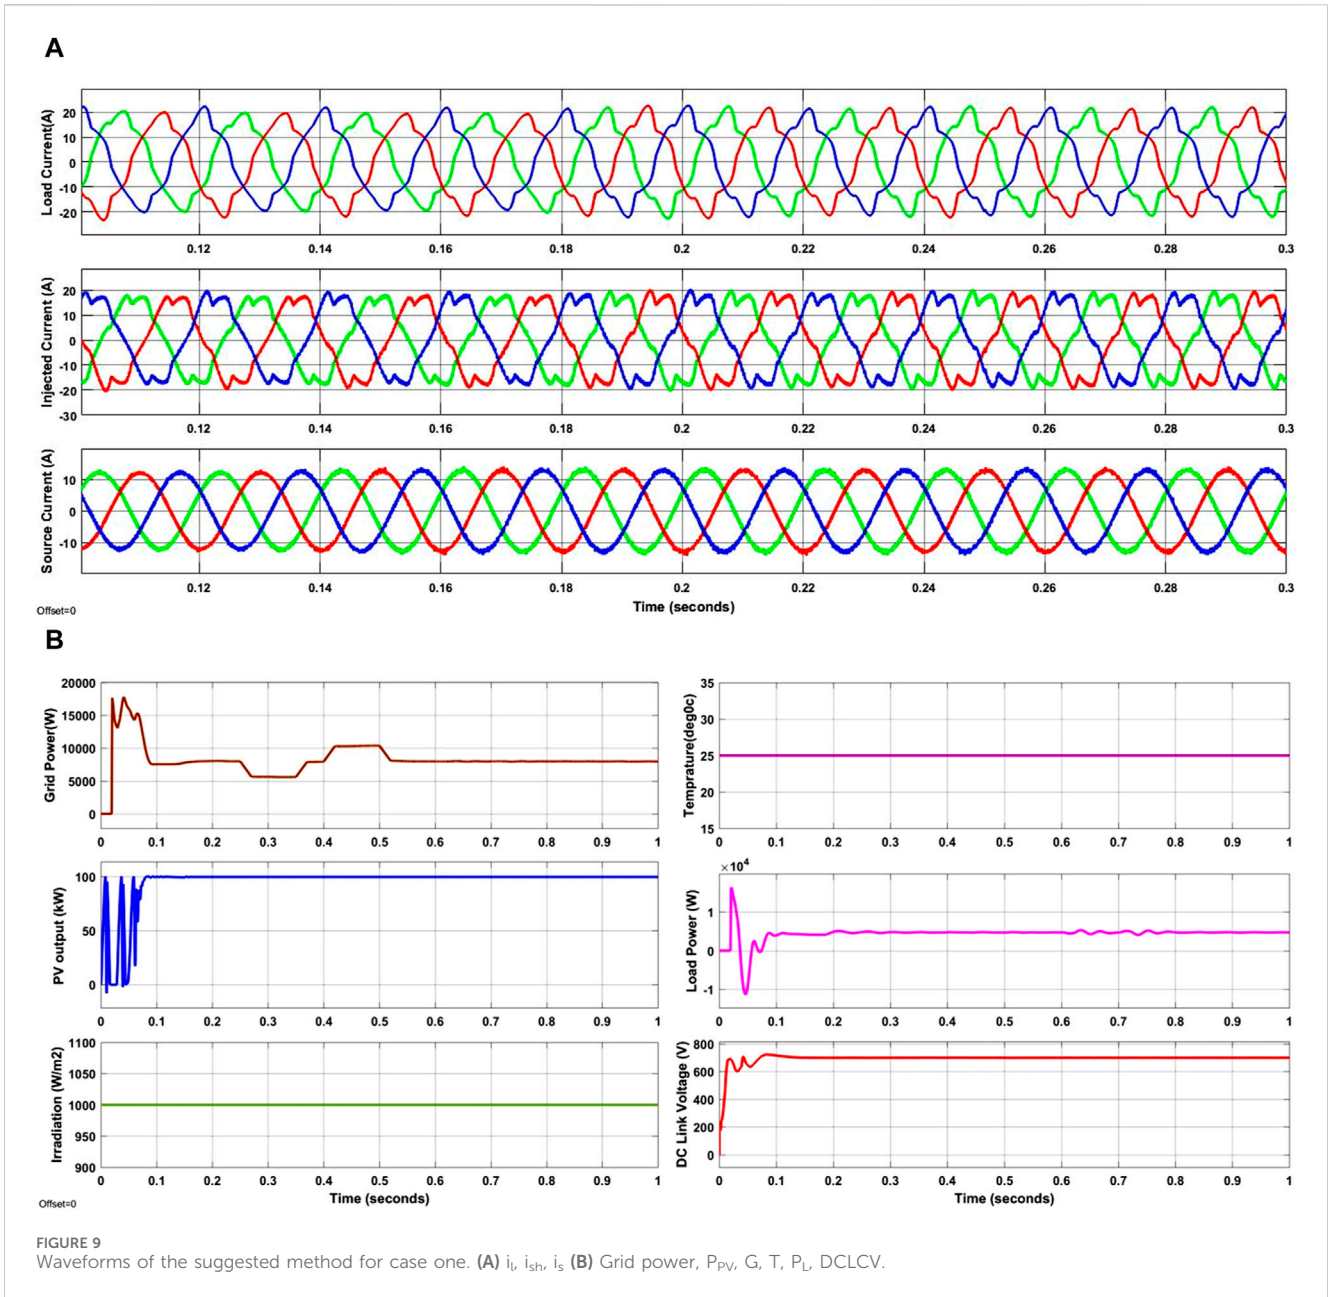 A
Load Current(A)
20
10
0
-10
-20
0.12 0.14 0.16 0.18 0.2 0.22 0.24 0.26 0.28 0.3
Injected Current (A)
20
10
0
-10
-20
-30
0.12 0.14 0.16 0.18 0.2 0.22 0.24 0.26 0.28 0.3
Source Current (A)
10
0
-10
0.12 0.14 0.16 0.18 0.2 0.22 0.24 0.26 0.28 0.3
Time (seconds)
Offset=0
B
Grid Power(W)
20000
15000
10000
5000
0
0 0.1 0.2 0.3 0.4 0.5 0.6 0.7 0.8 0.9 1
Temprature(deg0c)
35
30
25
20
15
0 0.1 0.2 0.3 0.4 0.5 0.6 0.7 0.8 0.9 1
PV output (kW)
100
50
0
0 0.1 0.2 0.3 0.4 0.5 0.6 0.7 0.8 0.9 1
×10⁴
Load Power (W)
1
0
-1
0 0.1 0.2 0.3 0.4 0.5 0.6 0.7 0.8 0.9 1
Irradiation (W/m2)
1100
1050
1000
950
900
0 0.1 0.2 0.3 0.4 0.5 0.6 0.7 0.8 0.9 1
Time (seconds)
DC Link Voltage (V)
800
600
400
200
0
0 0.1 0.2 0.3 0.4 0.5 0.6 0.7 0.8 0.9 1
Time (seconds)
Offset=0
FIGURE 9
Waveforms of the suggested method for case one. (A) iₗ, iₛₕ, iₛ (B) Grid power, P_PV, G, T, P_L, DCLCV.